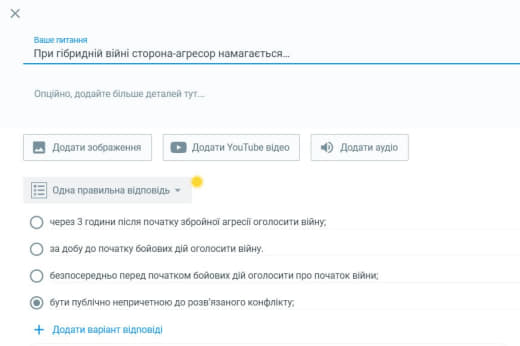 Ваше питання
При гібридній війні сторона-агресор намагається...
Опціно, додайте більше деталей тут...
Додати зображення
Додати YouTube відео
Додати аудіо
Одна правильна відповідь
через 3 години після початку збройної агресії оголосити війну;
за добу до початку бойових дій оголосити війну.
безпосередньо перед початком бойових дій оголосити про початок війни;
бути публічно непричетною до розв'язаного конфлікту;
+ Додати варіант відповіді